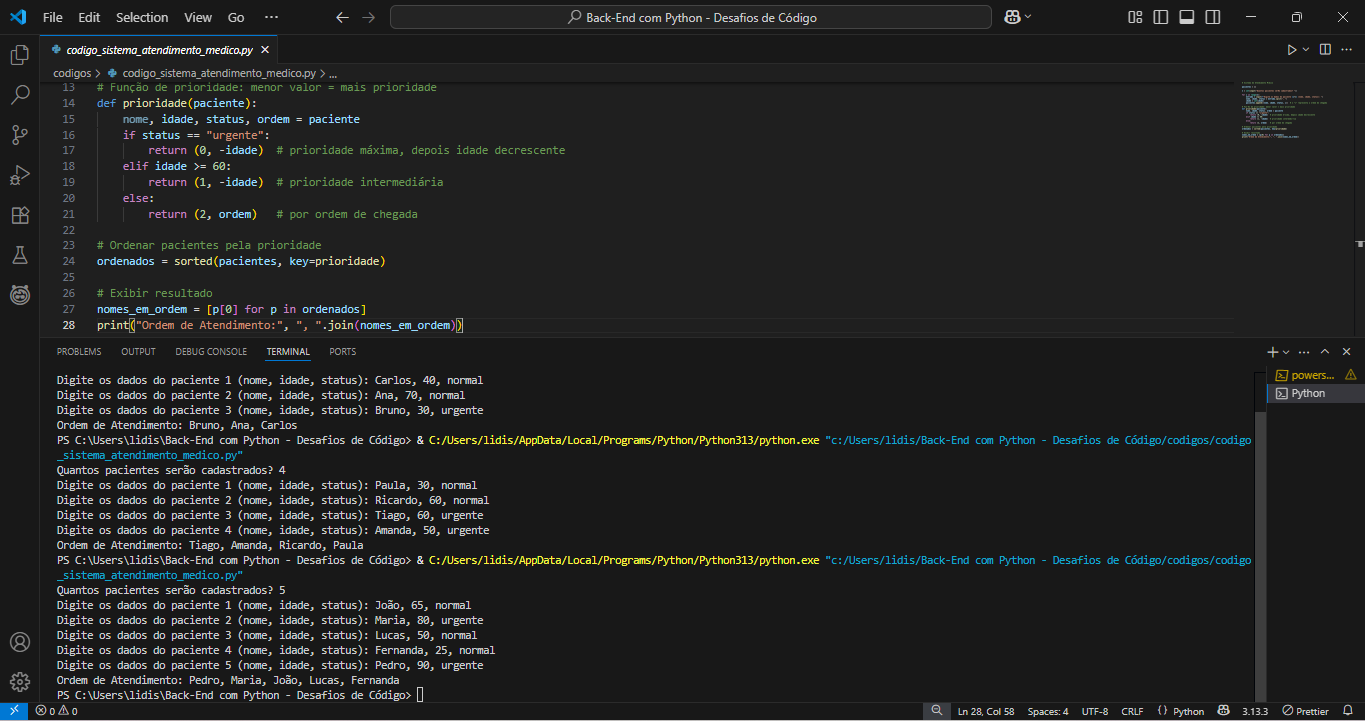 File Edit Selection View Go ···
Back-End com Python - Desafios de Código
codigo_sistema_atendimento_medico.py
codigos > codigo_sistema_atendimento_medico.py > ...
13 # Função de prioridade: menor valor = mais prioridade
14 def prioridade(paciente):
15 nome, idade, status, ordem = paciente
16 if status == "urgente":
17 return (0, -idade) # prioridade máxima, depois idade decrescente
18 elif idade >= 60:
19 return (1, -idade) # prioridade intermediária
20 else:
21 return (2, ordem) # por ordem de chegada
22
23 # Ordenar pacientes pela prioridade
24 ordenados = sorted(pacientes, key=prioridade)
25
26 # Exibir resultado
27 nomes_em_ordem = [p[0] for p in ordenados]
28 print("Ordem de Atendimento:", ", ".join(nomes_em_ordem))
PROBLEMS OUTPUT DEBUG CONSOLE TERMINAL PORTS
powers...
Python
Digite os dados do paciente 1 (nome, idade, status): Carlos, 40, normal
Digite os dados do paciente 2 (nome, idade, status): Ana, 70, normal
Digite os dados do paciente 3 (nome, idade, status): Bruno, 30, urgente
Ordem de Atendimento: Bruno, Ana, Carlos
PS C:\Users\lidis\Back-End com Python - Desafios de Código> & C:/Users/lidis/AppData/Local/Programs/Python/Python313/python.exe "c:/Users/lidis/Back-End com Python - Desafios de Código/codigos/codigo
_sistema_atendimento_medico.py"
Quantos pacientes serão cadastrados? 4
Digite os dados do paciente 1 (nome, idade, status): Paula, 30, normal
Digite os dados do paciente 2 (nome, idade, status): Ricardo, 60, normal
Digite os dados do paciente 3 (nome, idade, status): Tiago, 60, urgente
Digite os dados do paciente 4 (nome, idade, status): Amanda, 50, urgente
Ordem de Atendimento: Tiago, Amanda, Ricardo, Paula
PS C:\Users\lidis\Back-End com Python - Desafios de Código> & C:/Users/lidis/AppData/Local/Programs/Python/Python313/python.exe "c:/Users/lidis/Back-End com Python - Desafios de Código/codigos/codigo
_sistema_atendimento_medico.py"
Quantos pacientes serão cadastrados? 5
Digite os dados do paciente 1 (nome, idade, status): João, 65, normal
Digite os dados do paciente 2 (nome, idade, status): Maria, 80, urgente
Digite os dados do paciente 3 (nome, idade, status): Lucas, 50, normal
Digite os dados do paciente 4 (nome, idade, status): Fernanda, 25, normal
Digite os dados do paciente 5 (nome, idade, status): Pedro, 90, urgente
Ordem de Atendimento: Pedro, Maria, João, Lucas, Fernanda
PS C:\Users\lidis\Back-End com Python - Desafios de Código>
0 0 Ln 28, Col 58 Spaces: 4 UTF-8 CRLF {} Python 3.13.3 Prettier